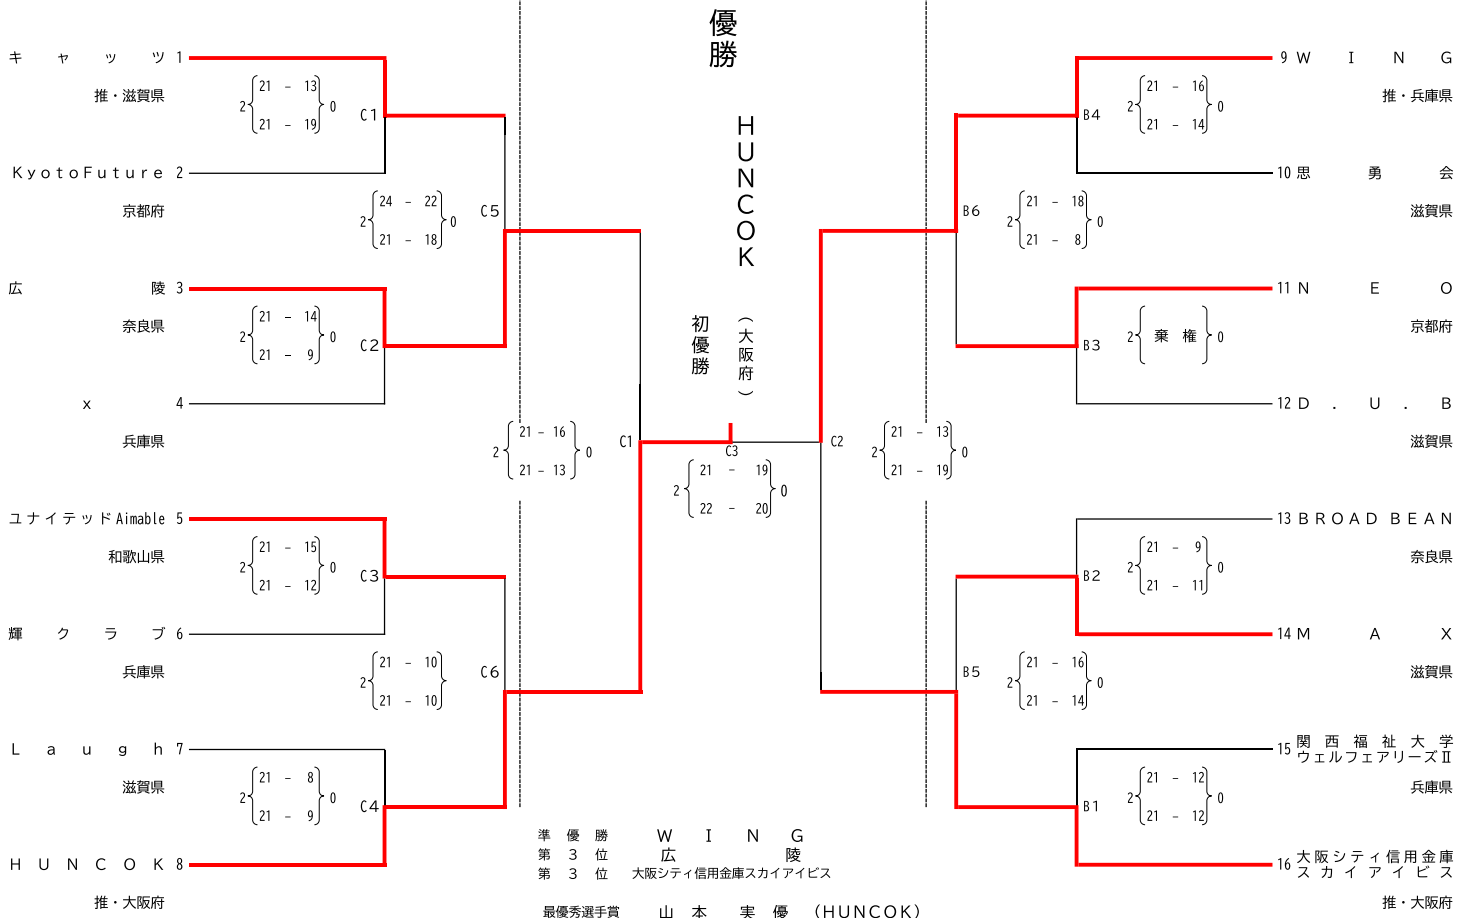 優勝
HUNCOK
（大阪府）
初優勝
キャッツ 1
推・滋賀県
KyotoFuture 2
京都府
広陵 3
奈良県
x 4
兵庫県
ユナイテッドAimable 5
和歌山県
輝クラブ 6
兵庫県
Laugh 7
滋賀県
HUNCOK 8
推・大阪府
2 21 － 13 0
21 － 19
C1
2 21 － 14 0
21 － 9
C2
2 21 － 15 0
21 － 12
C3
2 21 － 8 0
21 － 9
C4
2 24 － 22 0
21 － 18
C5
2 21 － 10
21 － 10
C6
2 21 － 16 0
21 － 13
C1
C3
2 21 － 19 0
22 － 20
C2
2 21 － 13 0
21 － 19
B6
2 21 － 18 0
21 － 8
B5
2 21 － 16 0
21 － 14
B4
2 21 － 16 0
21 － 14
B3
2 棄権 0
B2
2 21 － 9 0
21 － 11
B1
2 21 － 12 0
21 － 12
9 WING
推・兵庫県
10 思勇会
滋賀県
11 NEO
京都府
12 D.U.B
滋賀県
13 BROAD BEAN
奈良県
14 MAX
滋賀県
15 関西福祉大学
ウェルフェアリーズⅡ
兵庫県
16 大阪シティ信用金庫
スカイアイビス
推・大阪府
準優勝 WING
第3位 広陵
第3位 大阪シティ信用金庫スカイアイビス
最優秀選手賞 山本 実優 （HUNCOK）